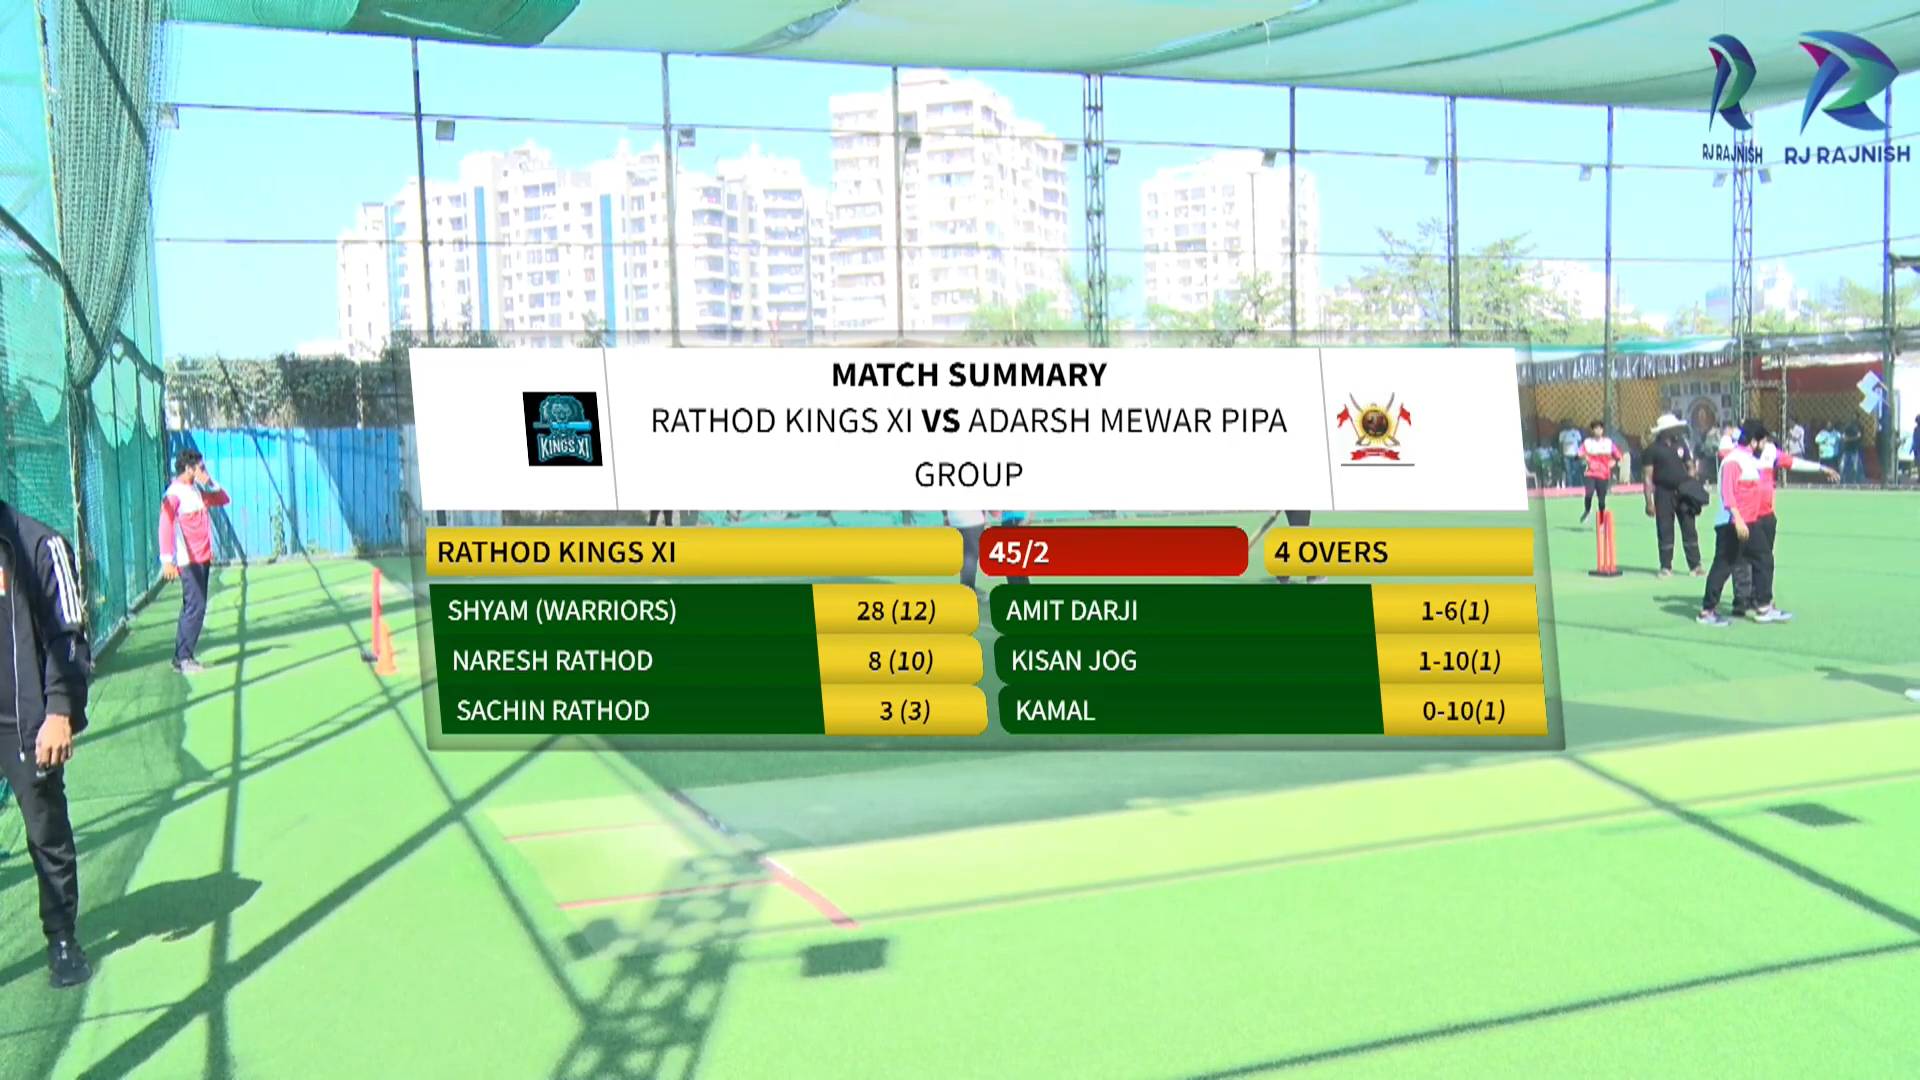 RJ RAJNISH
RJ RAJNISH
MATCH SUMMARY
RATHOD KINGS XI VS ADARSH MEWAR PIPA
GROUP
KINGS XI
RATHOD KINGS XI 45/2 4 OVERS
SHYAM (WARRIORS) 28 (12) AMIT DARJI 1-6(1)
NARESH RATHOD 8 (10) KISAN JOG 1-10(1)
SACHIN RATHOD 3 (3) KAMAL 0-10(1)